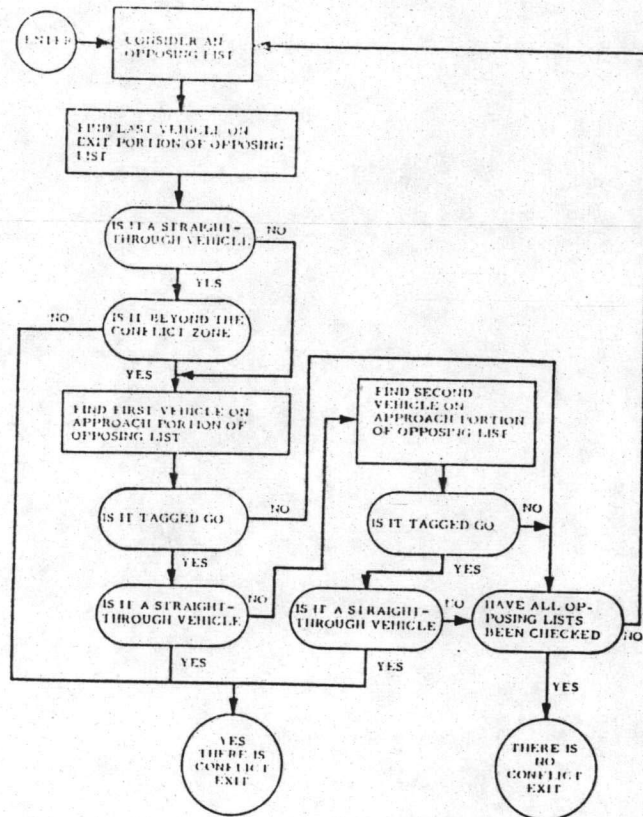 ENTER
CONSIDER AN
OPPOSING LIST
FIND LAST VEHICLE ON
EXIT PORTION OF OPPOSING
LIST
IS IT A STRAIGHT-
THROUGH VEHICLE
NO
YES
IS IT BEYOND THE
CONFLICT ZONE
NO
YES
FIND FIRST VEHICLE ON
APPROACH PORTION OF
OPPOSING LIST
IS IT TAGGED GO
NO
YES
IS IT A STRAIGHT-
THROUGH VEHICLE
NO
YES
FIND SECOND
VEHICLE ON
APPROACH PORTION
OF OPPOSING LIST
IS IT TAGGED GO
NO
YES
IS IT A STRAIGHT-
THROUGH VEHICLE
NO
YES
HAVE ALL OP-
POSING LISTS
BEEN CHECKED
NO
YES
YES
THERE IS
CONFLICT
EXIT
THERE IS
NO
CONFLICT
EXIT